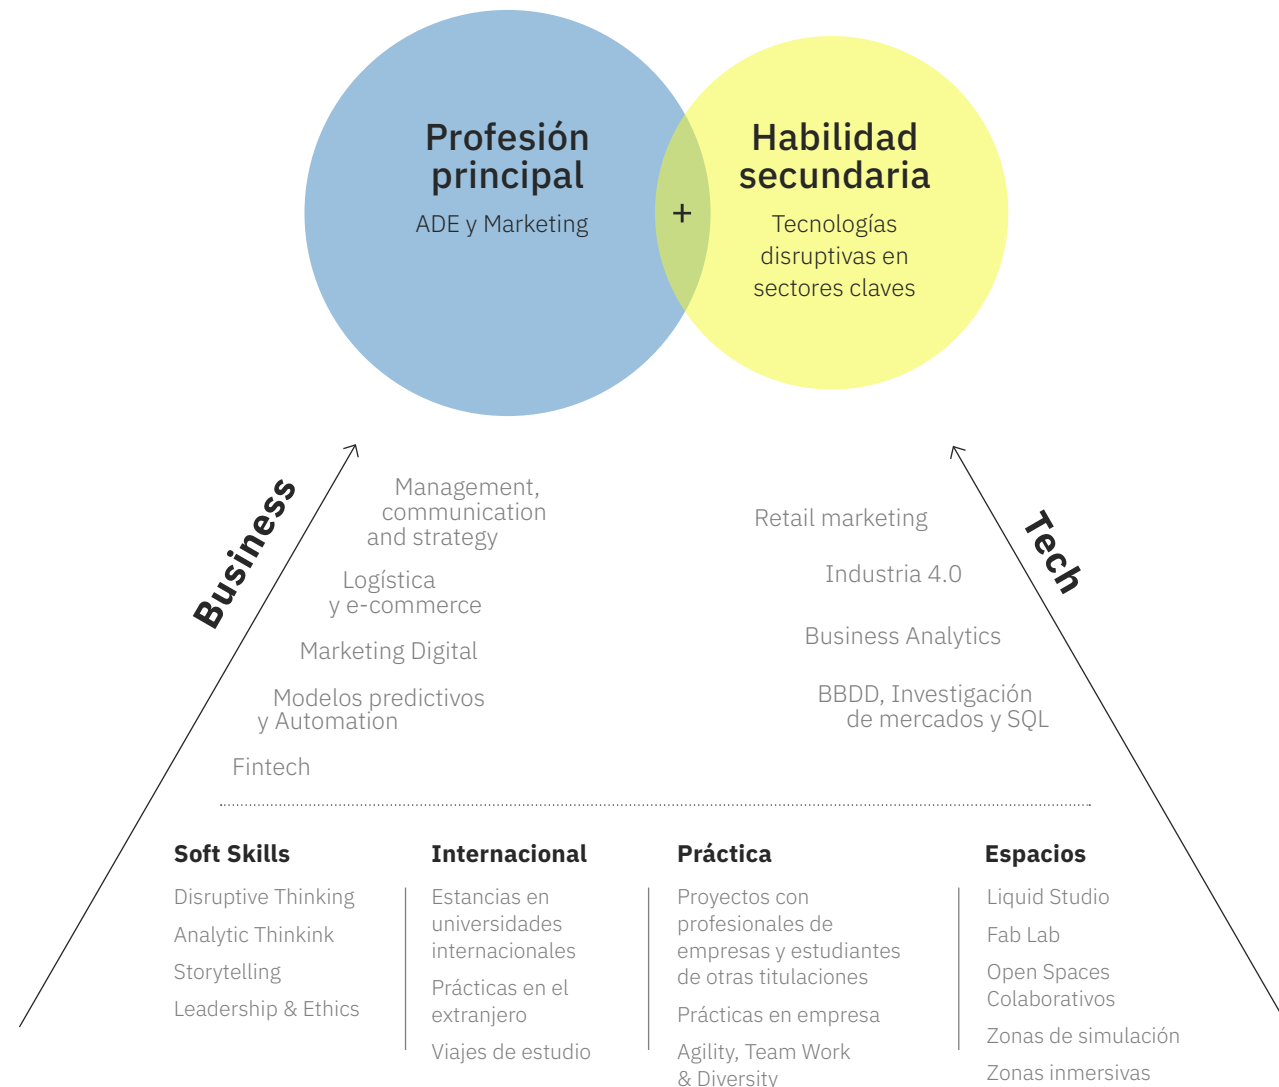 Profesión
principal
ADE y Marketing
+
Habilidad
secundaria
Tecnologías
disruptivas en
sectores claves
Business
Management,
communication
and strategy
Logística
y e-commerce
Marketing Digital
Modelos predictivos
y Automation
Fintech
Tech
Retail marketing
Industria 4.0
Business Analytics
BBDD, Investigación
de mercados y SQL
Soft Skills
Disruptive Thinking
Analytic Thinkink
Storytelling
Leadership & Ethics
Internacional
Estancias en
universidades
internacionales
Prácticas en el
extranjero
Viajes de estudio
Práctica
Proyectos con
profesionales de
empresas y estudiantes
de otras titulaciones
Prácticas en empresa
Agility, Team Work
& Diversity
Espacios
Liquid Studio
Fab Lab
Open Spaces
Colaborativos
Zonas de simulación
Zonas inmersivas